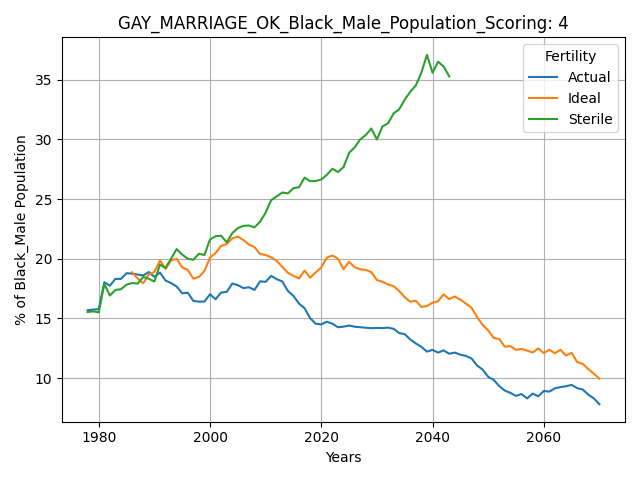 GAY_MARRIAGE_OK_Black_Male_Population_Scoring: 4
Fertility
Actual
Ideal
Sterile
% of Black_Male Population
35
30
25
20
15
10
1980
2000
2020
2040
2060
Years